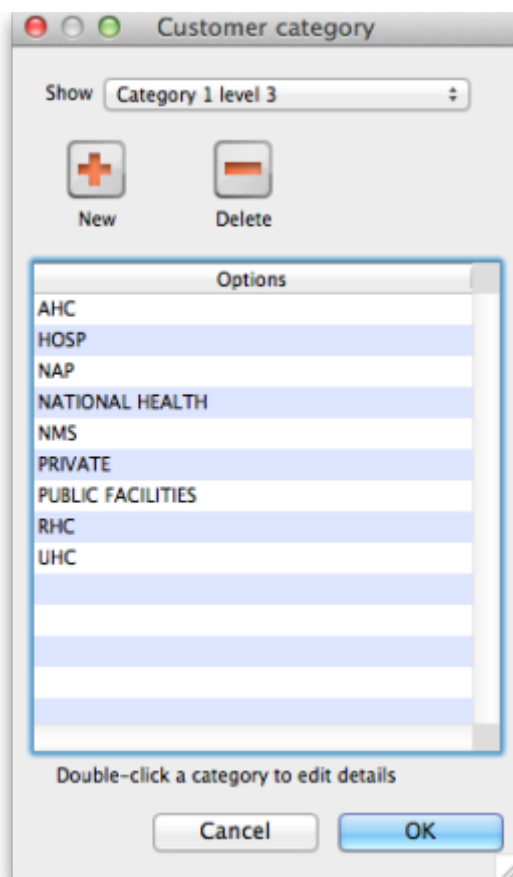 Customer category
Show Category 1 level 3
New Delete
Options
AHC
HOSP
NAP
NATIONAL HEALTH
NMS
PRIVATE
PUBLIC FACILITIES
RHC
UHC
Double-click a category to edit details
Cancel OK